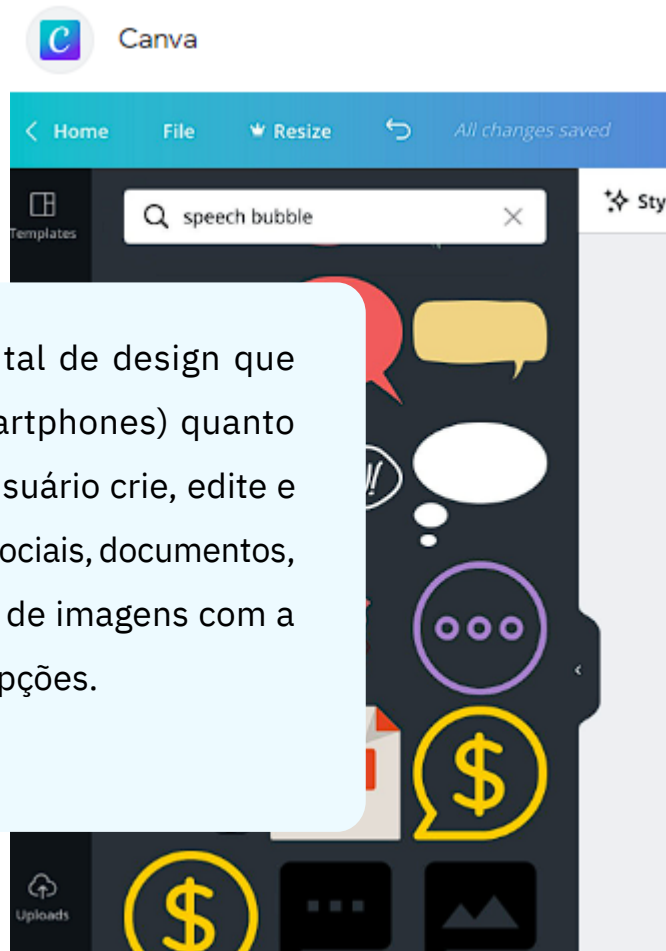 Canva
Home File Resize All changes saved
Templates
speech bubble
Sty
tal de design que
artphones) quanto
suário crie, edite e
ociais, documentos,
de imagens com a
pções.
Uploads